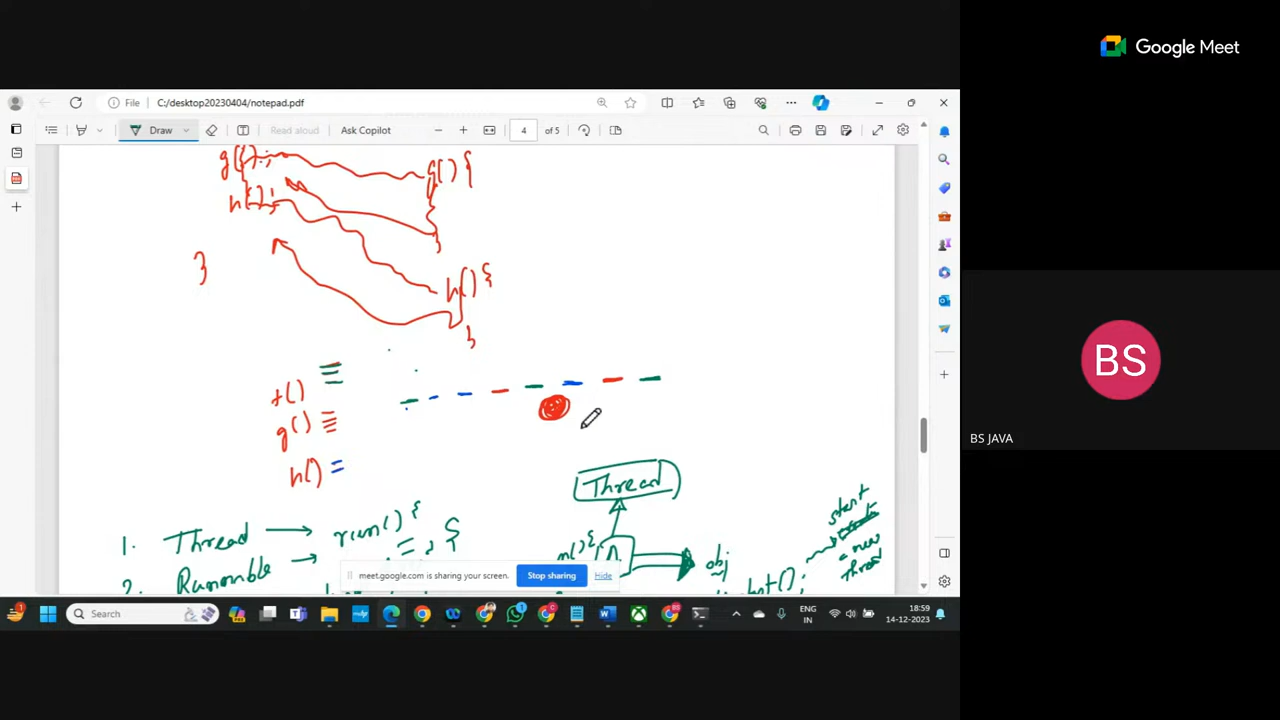 Google Meet
File C:/desktop20230404/notepad.pdf
Draw Read aloud Ask Copilot 4 of 5
g();
h();
}
g() {
}
h() {
}
f()
g()
h()
Thread
1. Thread → run() {
2. Runnable →
obj
start
a new
Thread
meet.google.com is sharing your screen. Stop sharing Hide
BS
BS JAVA
Search
ENG
IN
18:59
14-12-2023